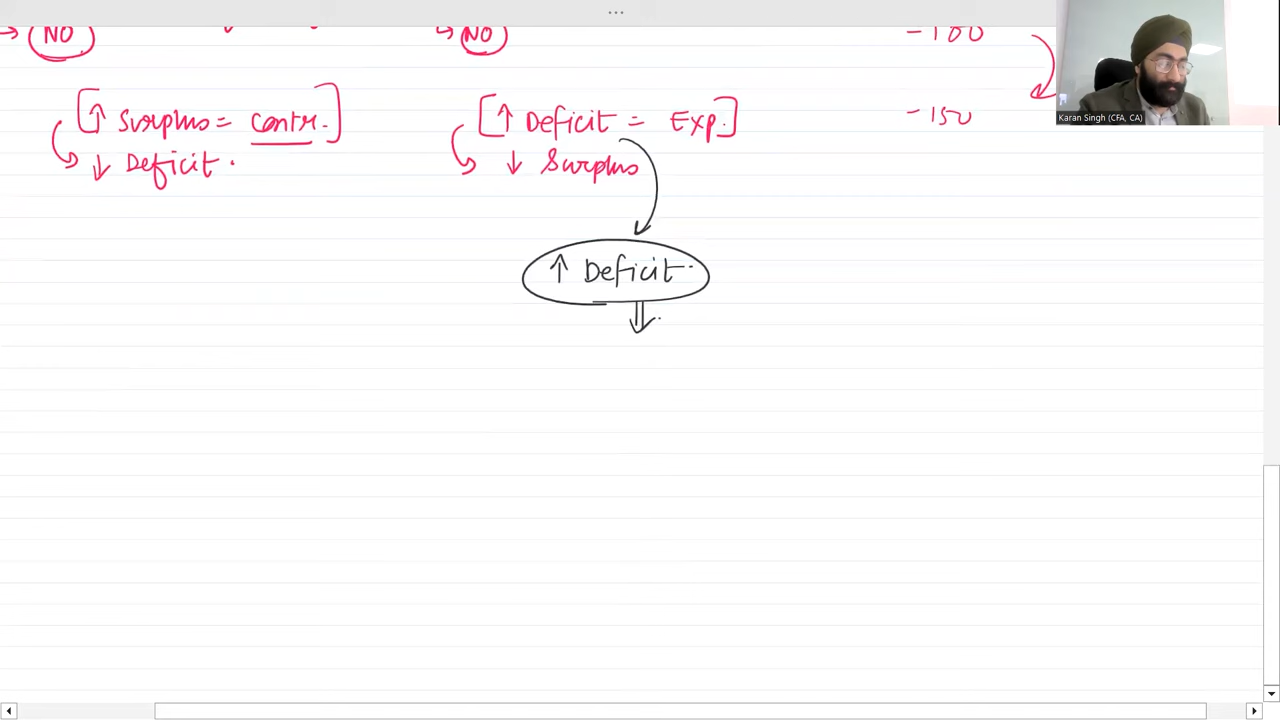 NO
NO
-100
[↑ Surplus = Contr.]
↓ Deficit.
[↑ Deficit = Exp.]
↓ Surplus
-150
Karan Singh (CFA, CA)
↑ Deficit